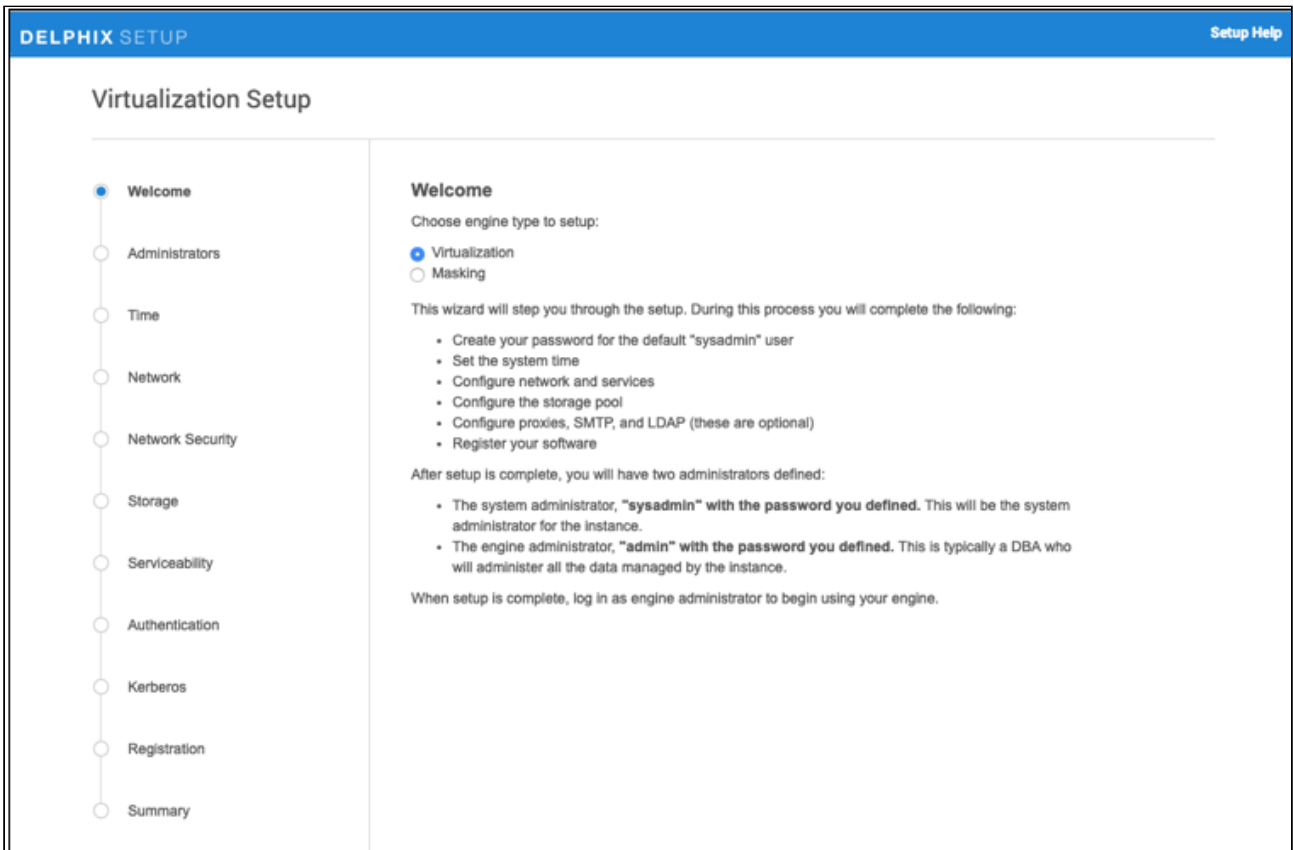 DELPHIX SETUP
Setup Help
Virtualization Setup
Welcome
Administrators
Time
Network
Network Security
Storage
Serviceability
Authentication
Kerberos
Registration
Summary
Welcome
Choose engine type to setup:
Virtualization
Masking
This wizard will step you through the setup. During this process you will complete the following:
• Create your password for the default "sysadmin" user
• Set the system time
• Configure network and services
• Configure the storage pool
• Configure proxies, SMTP, and LDAP (these are optional)
• Register your software
After setup is complete, you will have two administrators defined:
• The system administrator, "sysadmin" with the password you defined. This will be the system
administrator for the instance.
• The engine administrator, "admin" with the password you defined. This is typically a DBA who
will administer all the data managed by the instance.
When setup is complete, log in as engine administrator to begin using your engine.